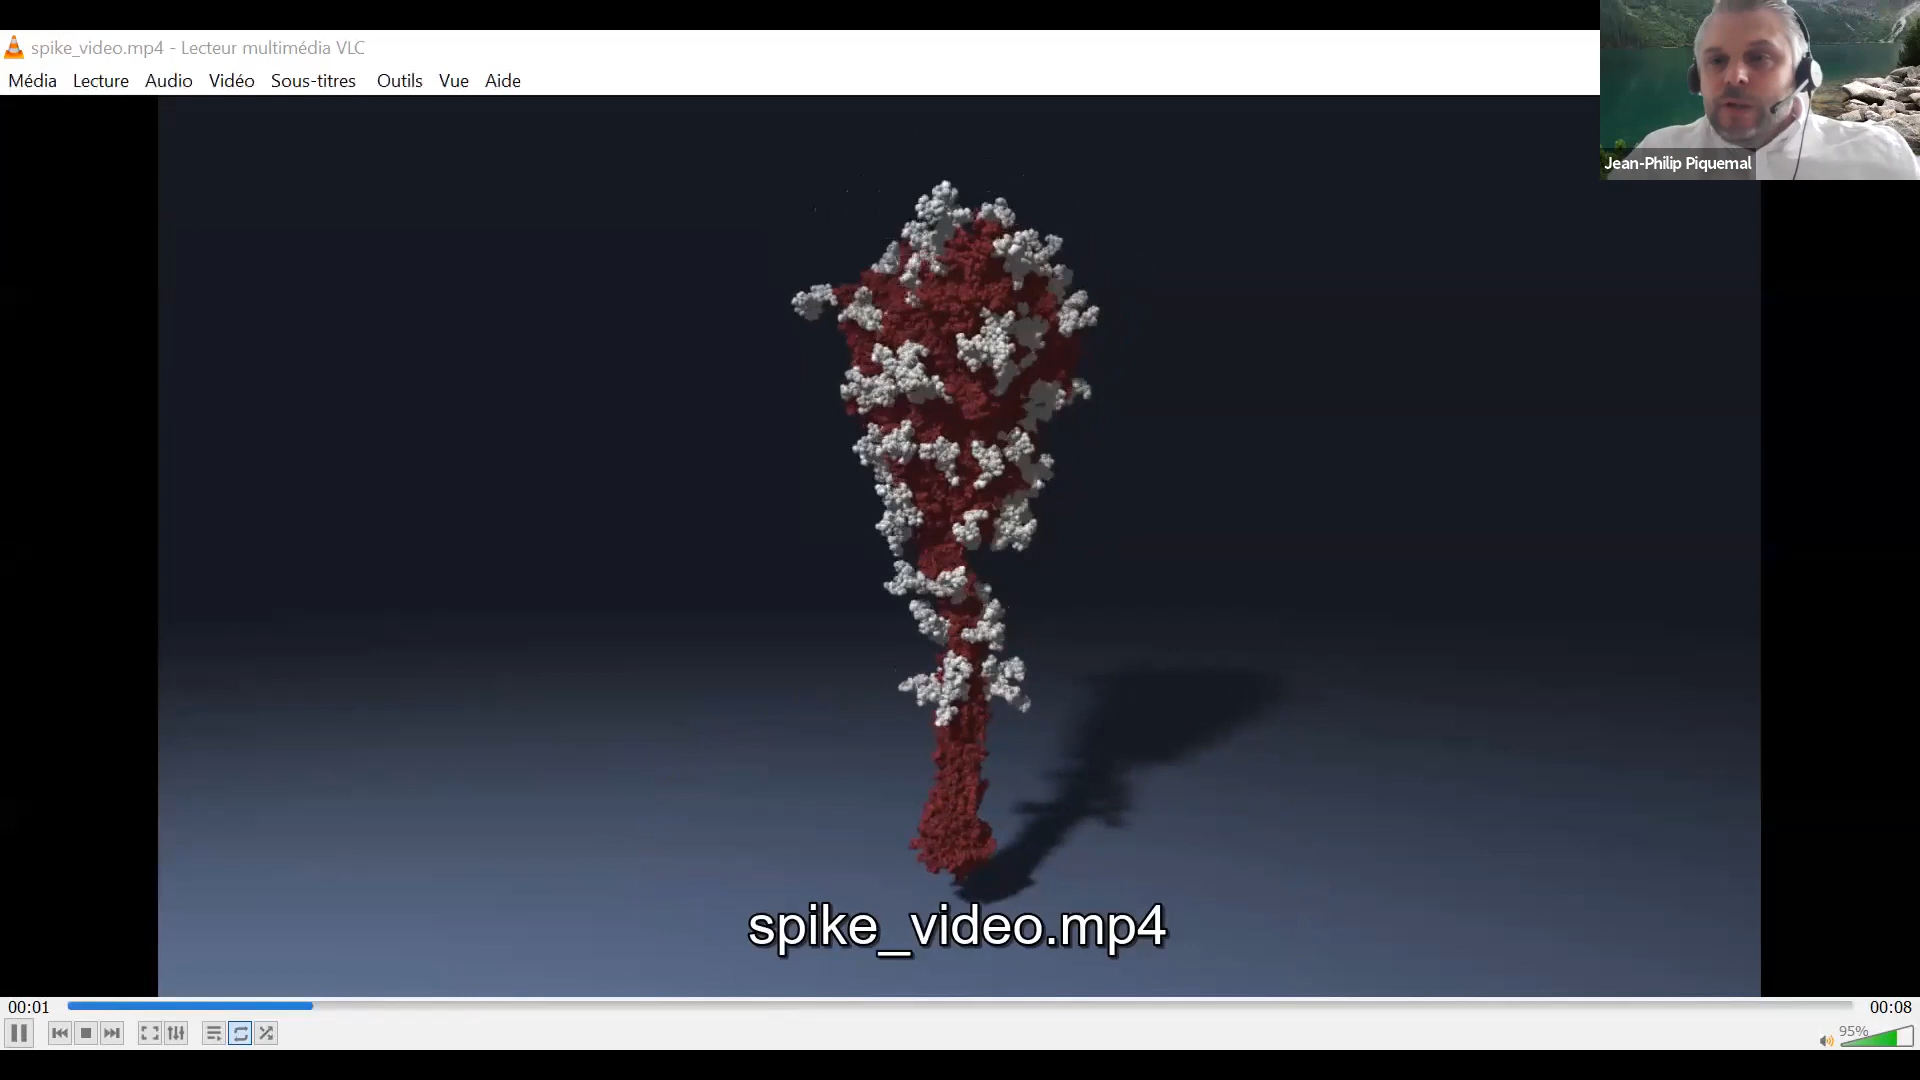 spike_video.mp4 - Lecteur multimédia VLC
Média Lecture Audio Vidéo Sous-titres Outils Vue Aide
Jean-Philip Piquemal
spike_video.mp4
00:01
00:08
95%